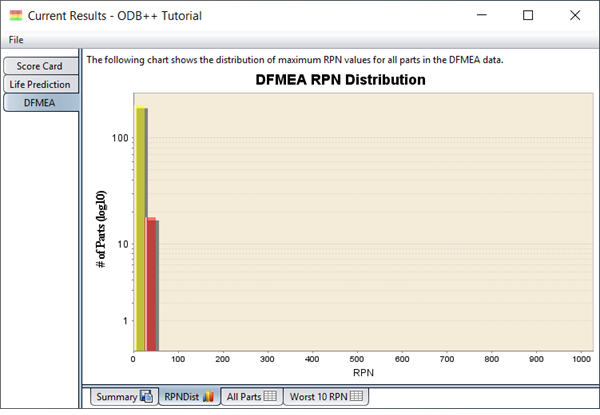 Current Results - ODB++ Tutorial
File
Score Card
Life Prediction
DFMEA
The following chart shows the distribution of maximum RPN values for all parts in the DFMEA data.
DFMEA RPN Distribution
# of Parts (log10)
100
10
1
0 100 200 300 400 500 600 700 800 900 1000
RPN
Summary RPNDist All Parts Worst 10 RPN